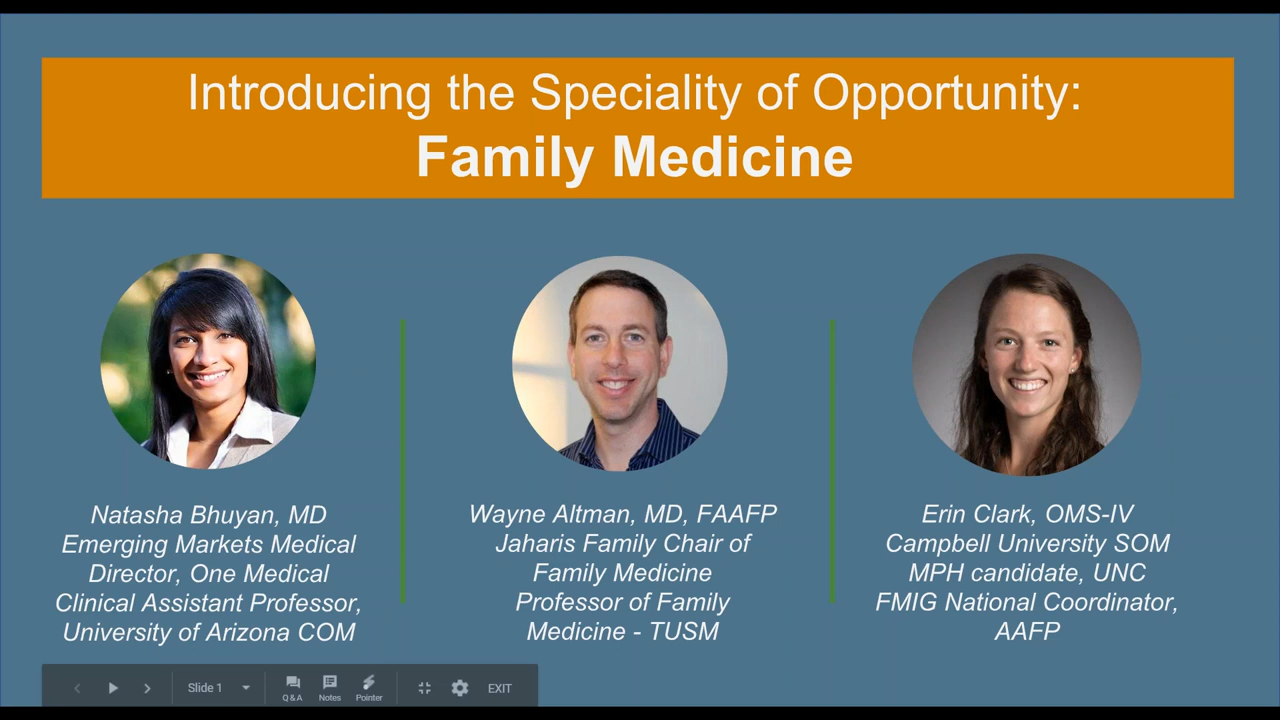 Introducing the Speciality of Opportunity:
Family Medicine
Natasha Bhuyan, MD
Emerging Markets Medical
Director, One Medical
Clinical Assistant Professor,
University of Arizona COM
Wayne Altman, MD, FAAFP
Jaharis Family Chair of
Family Medicine
Professor of Family
Medicine - TUSM
Erin Clark, OMS-IV
Campbell University SOM
MPH candidate, UNC
FMIG National Coordinator,
AAFP
Slide 1
Q & A
Notes
Pointer
EXIT